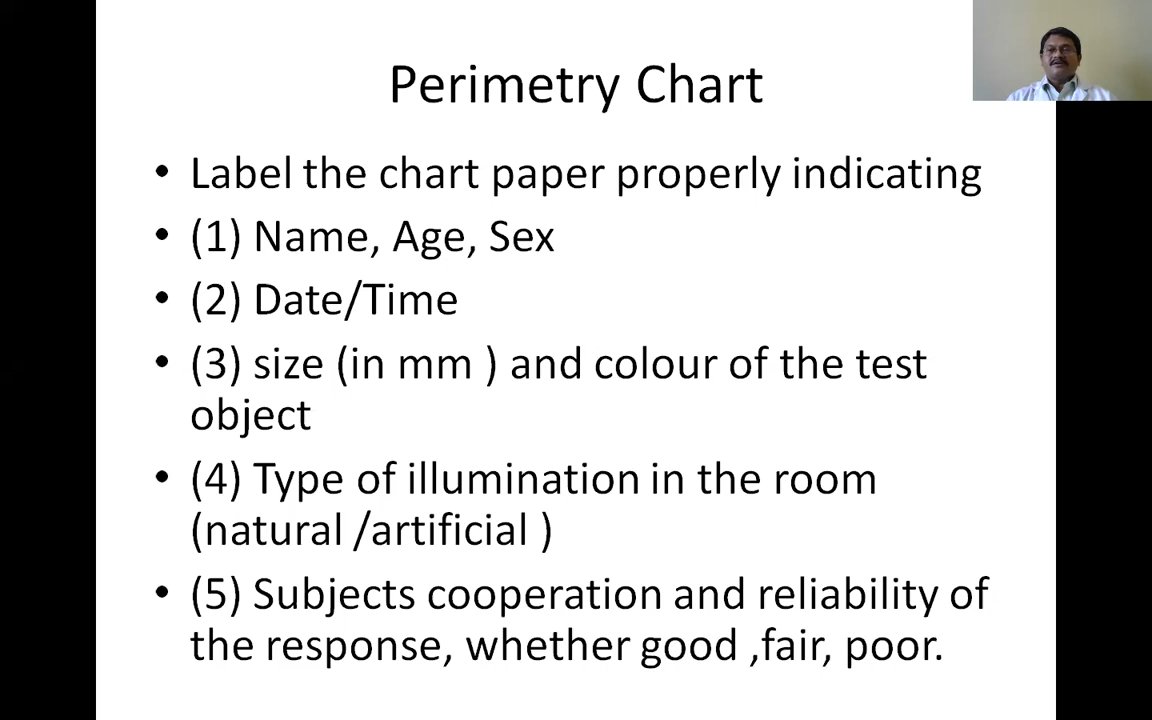 Perimetry Chart
• Label the chart paper properly indicating
• (1) Name, Age, Sex
• (2) Date/Time
• (3) size (in mm ) and colour of the test
object
• (4) Type of illumination in the room
(natural /artificial )
• (5) Subjects cooperation and reliability of
the response, whether good ,fair, poor.